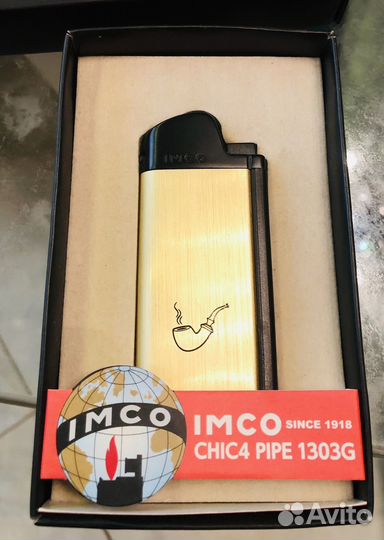 IMCO
IMCO
IMCO SINCE 1918
CHIC4 PIPE 1303G
Avito